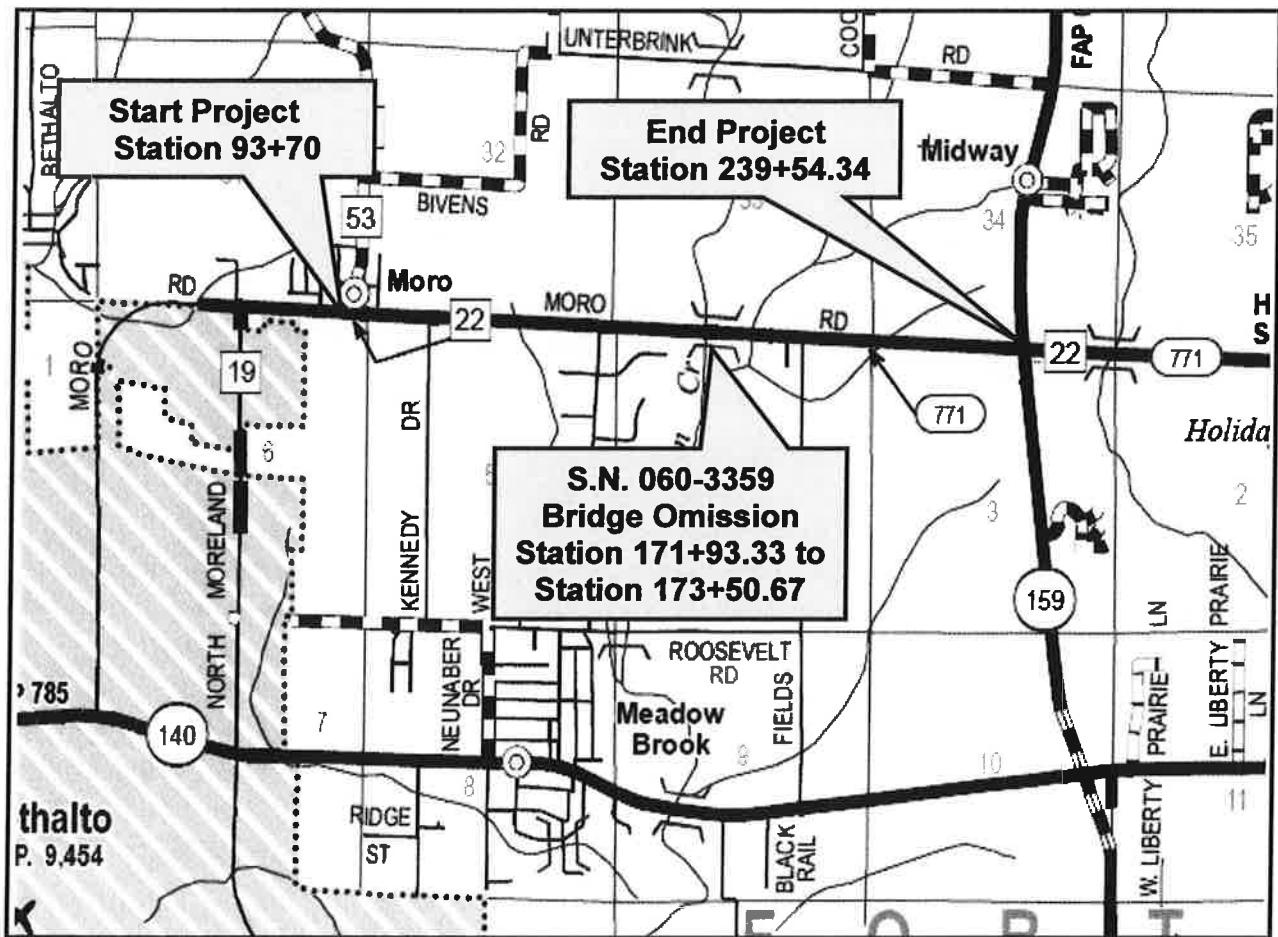 UNTERBRINK
RD
FAP
BETHALTO
Start Project
Station 93+70
32
RD
End Project
Station 239+54.34
Midway
BIVENS
53
34
35
RD
Moro
22
MORO
RD
22
771
H
S
1
MORO
19
6
DR
KENNEDY
Cr
771
Holida
S.N. 060-3359
Bridge Omission
Station 171+93.33 to
Station 173+50.67
3
2
MORELAND
NORTH
WEST
159
ROOSEVELT
RD
785
140
7
NEUNABER
DR
Meadow
Brook
FIELDS
9
10
PRAIRIE
LN
E. LIBERTY PRAIRIE
LN
8
11
thalto
P. 9,454
RIDGE
ST
BLACK
RAIL
W. LIBERTY